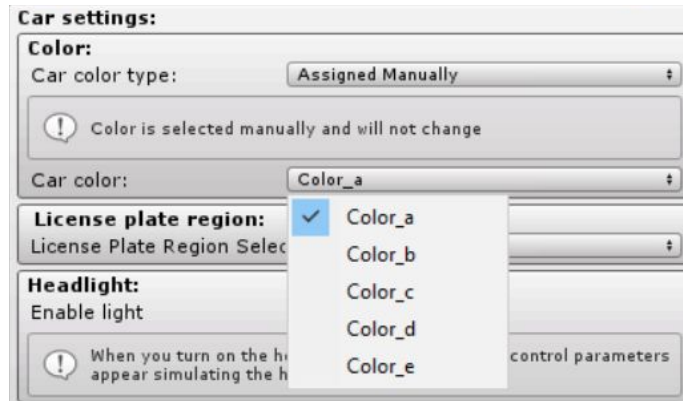 Car settings:
Color:
Car color type: Assigned Manually
Color is selected manually and will not change
Car color: Color_a
Color_a
License plate region:
Color_b
License Plate Region Selec
Color_c
Headlight:
Enable light
Color_d
When you turn on the h control parameters
Color_e
appear simulating the h